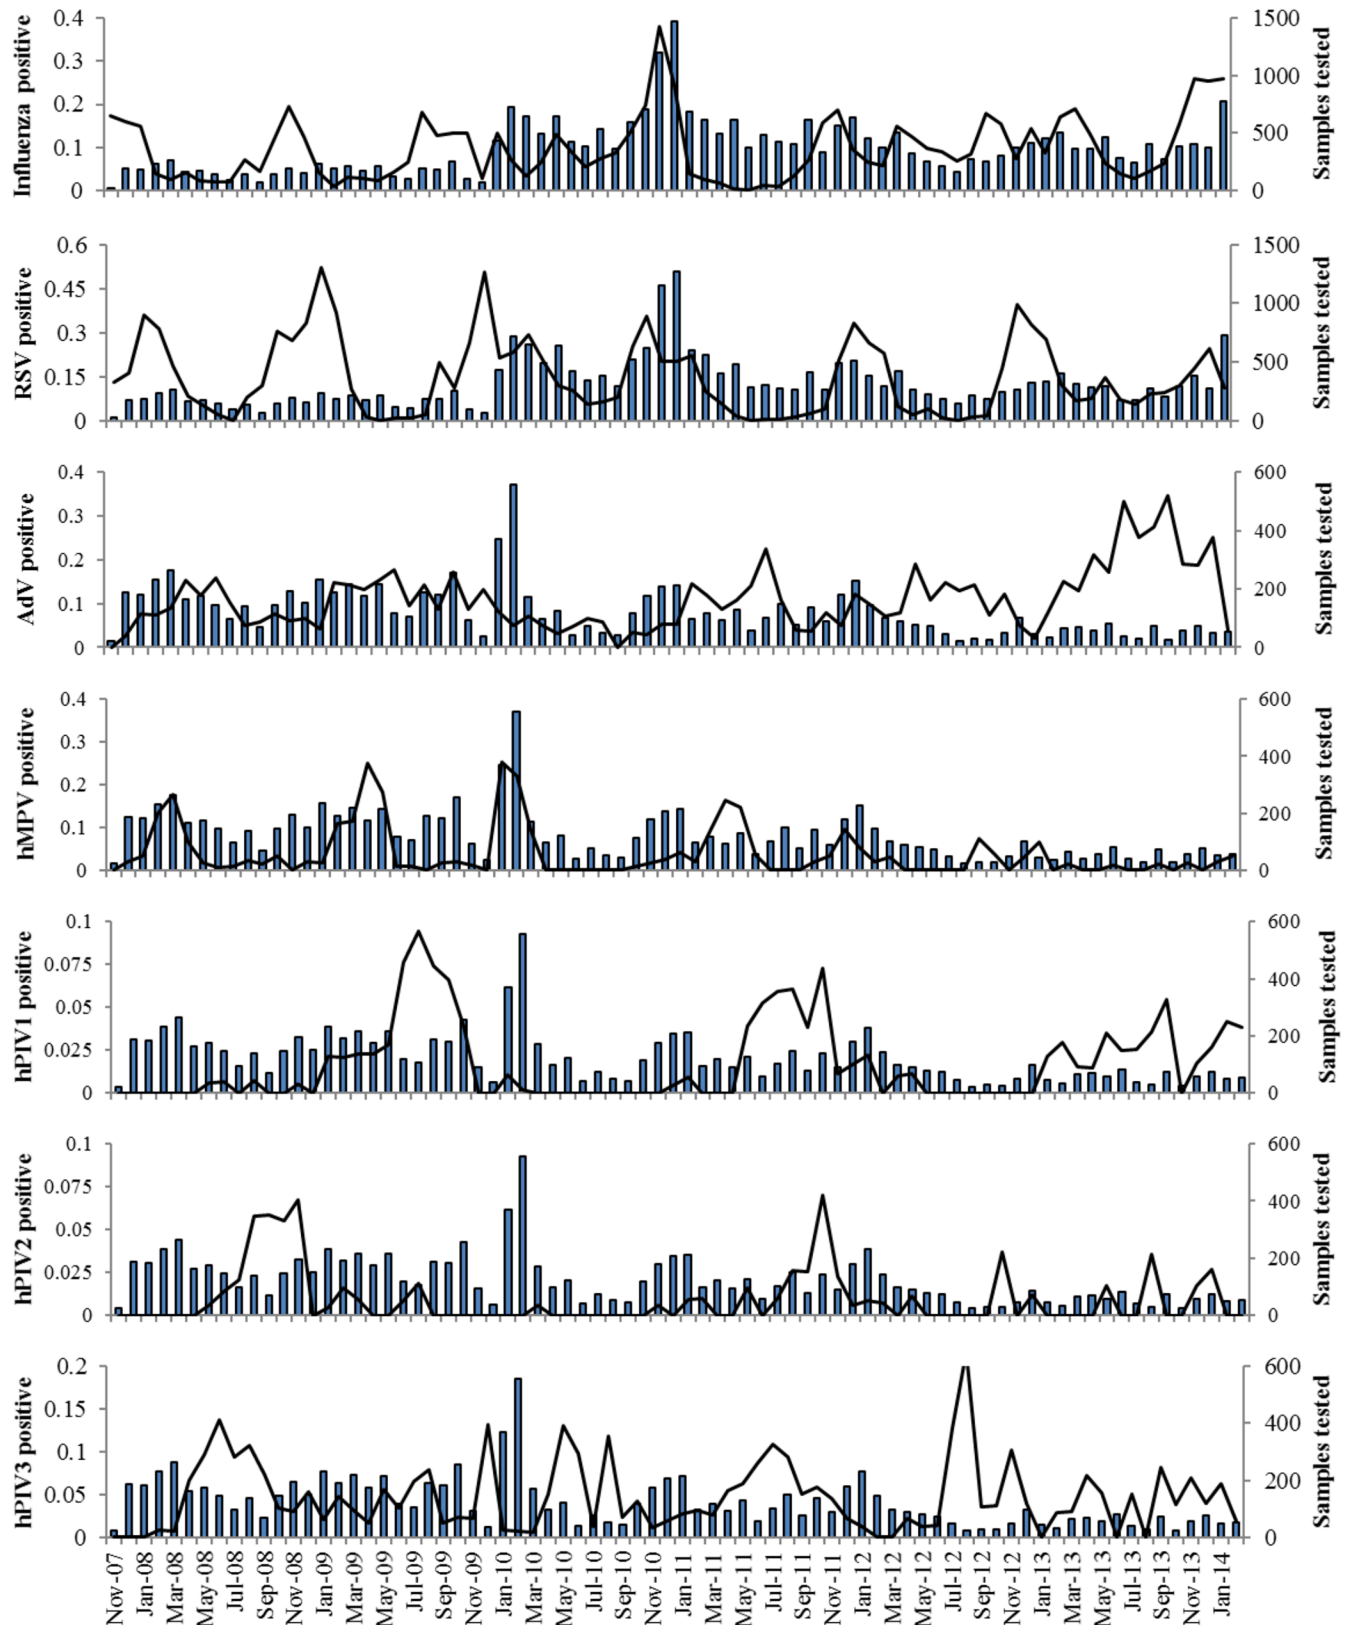 Influenza positive
0.4
0.3
0.2
0.1
0
1500
1000
500
0
Samples tested
RSV positive
0.6
0.45
0.3
0.15
0
1500
1000
500
0
Samples tested
AdV positive
0.4
0.3
0.2
0.1
0
600
400
200
0
Samples tested
hMPV positive
0.4
0.3
0.2
0.1
0
600
400
200
0
Samples tested
hPIV1 positive
0.1
0.075
0.05
0.025
0
600
400
200
0
Samples tested
hPIV2 positive
0.1
0.075
0.05
0.025
0
600
400
200
0
Samples tested
hPIV3 positive
0.2
0.15
0.1
0.05
0
600
400
200
0
Samples tested
Nov-07
Jan-08
Mar-08
May-08
Jul-08
Sep-08
Nov-08
Jan-09
Mar-09
May-09
Jul-09
Sep-09
Nov-09
Jan-10
Mar-10
May-10
Jul-10
Sep-10
Nov-10
Jan-11
Mar-11
May-11
Jul-11
Sep-11
Nov-11
Jan-12
Mar-12
May-12
Jul-12
Sep-12
Nov-12
Jan-13
Mar-13
May-13
Jul-13
Sep-13
Nov-13
Jan-14